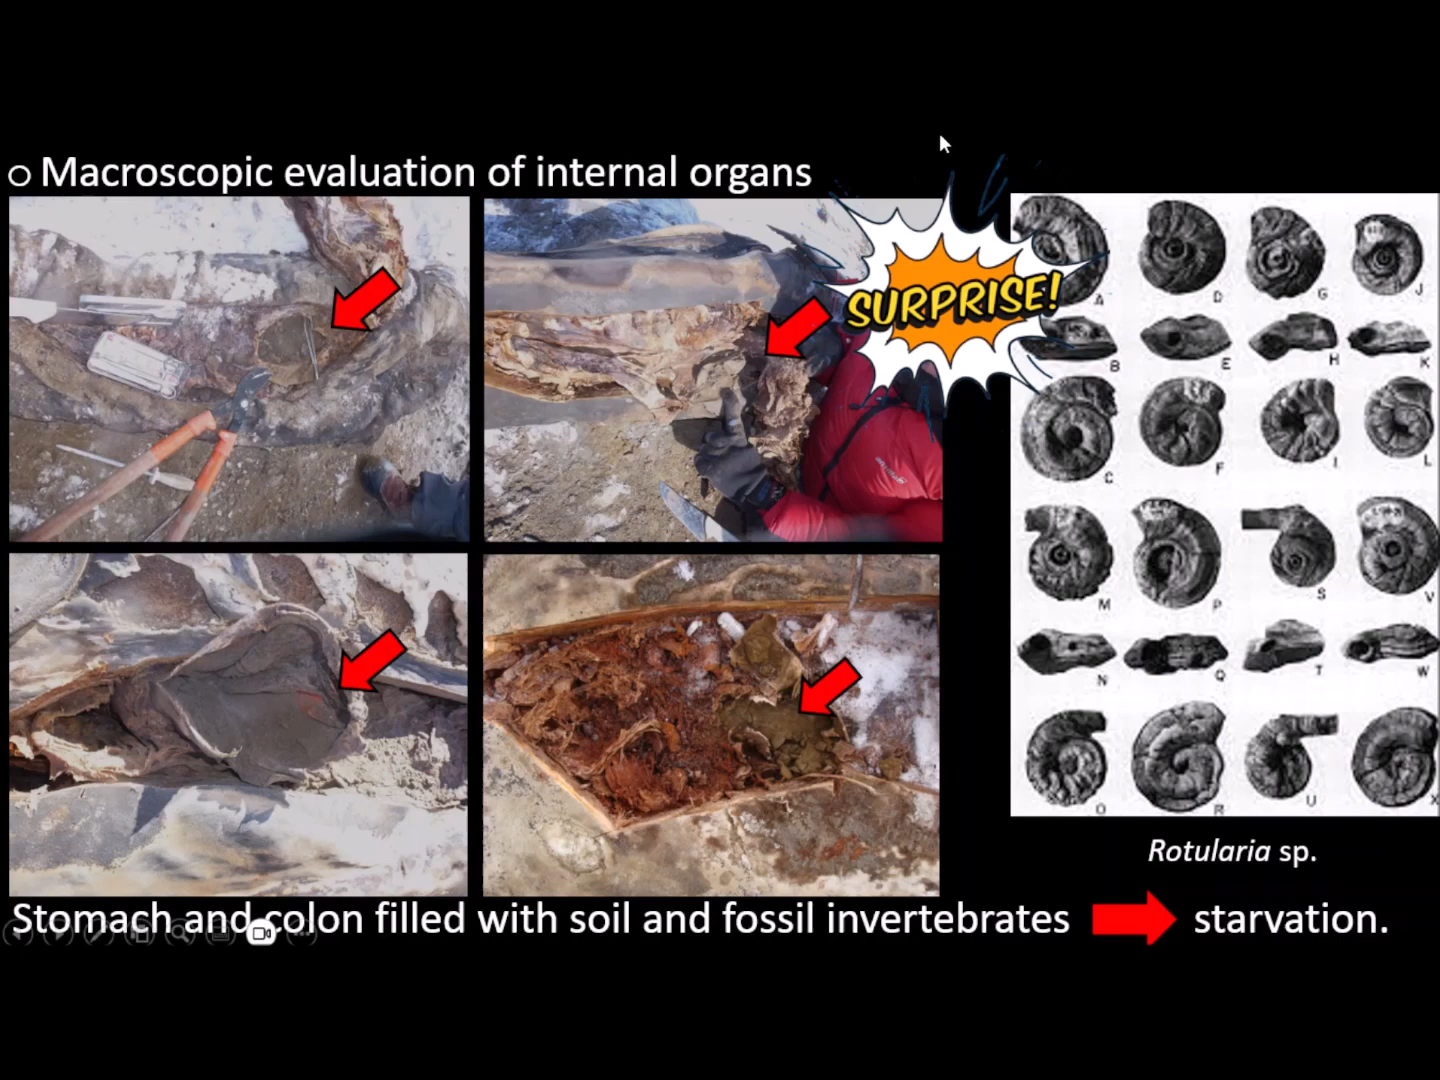 Macroscopic evaluation of internal organs
SURPRISE!
A D G J
B E H K
C F I L
M P S V
N Q T W
O R U X
Rotularia sp.
Stomach and colon filled with soil and fossil invertebrates starvation.